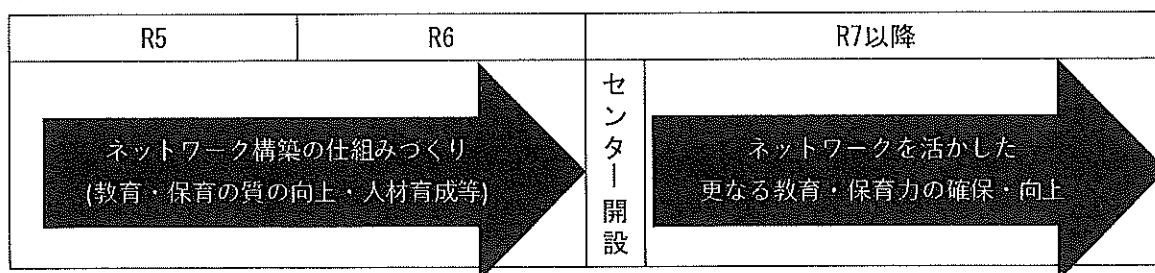 R5
R6
R7以降
ネットワーク構築の仕組みづくり
(教育・保育の質の向上・人材育成等)
センター開設
ネットワークを活かした
更なる教育・保育力の確保・向上